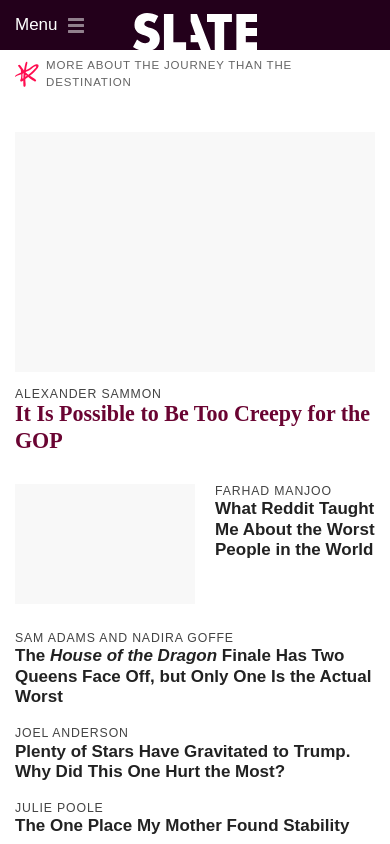 Menu
SLATE
MORE ABOUT THE JOURNEY THAN THE
DESTINATION
ALEXANDER SAMMON
It Is Possible to Be Too Creepy for the
GOP
FARHAD MANJOO
What Reddit Taught
Me About the Worst
People in the World
SAM ADAMS AND NADIRA GOFFE
The House of the Dragon Finale Has Two
Queens Face Off, but Only One Is the Actual
Worst
JOEL ANDERSON
Plenty of Stars Have Gravitated to Trump.
Why Did This One Hurt the Most?
JULIE POOLE
The One Place My Mother Found Stability